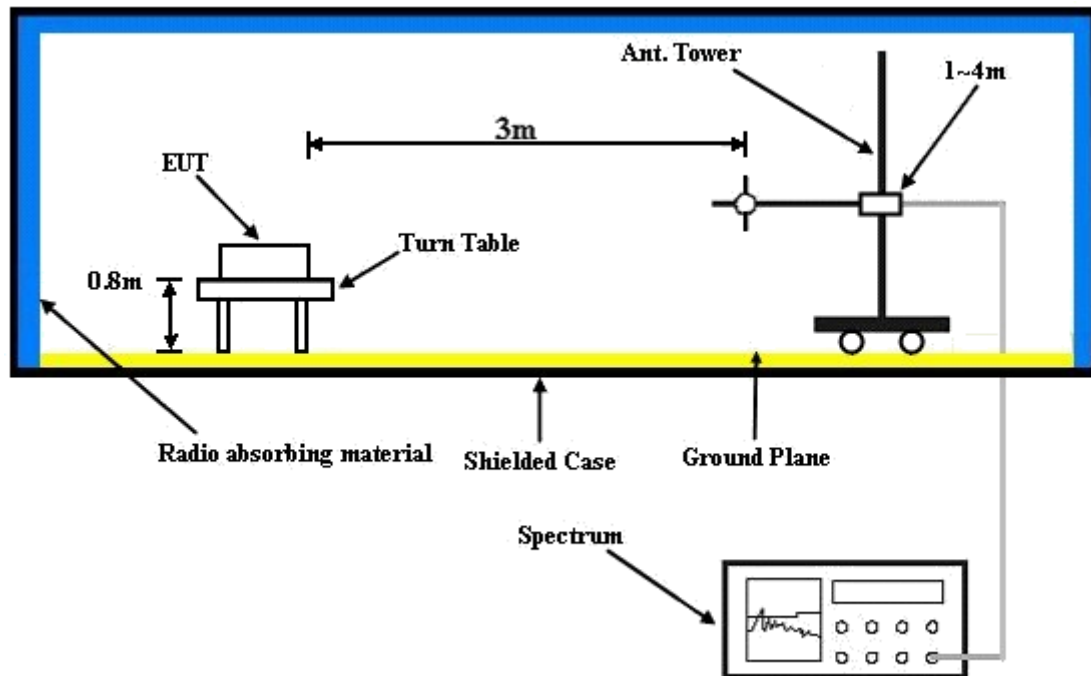 Ant. Tower
1~4m
3m
EUT
Turn Table
0.8m
Radio absorbing material
Shielded Case
Ground Plane
Spectrum